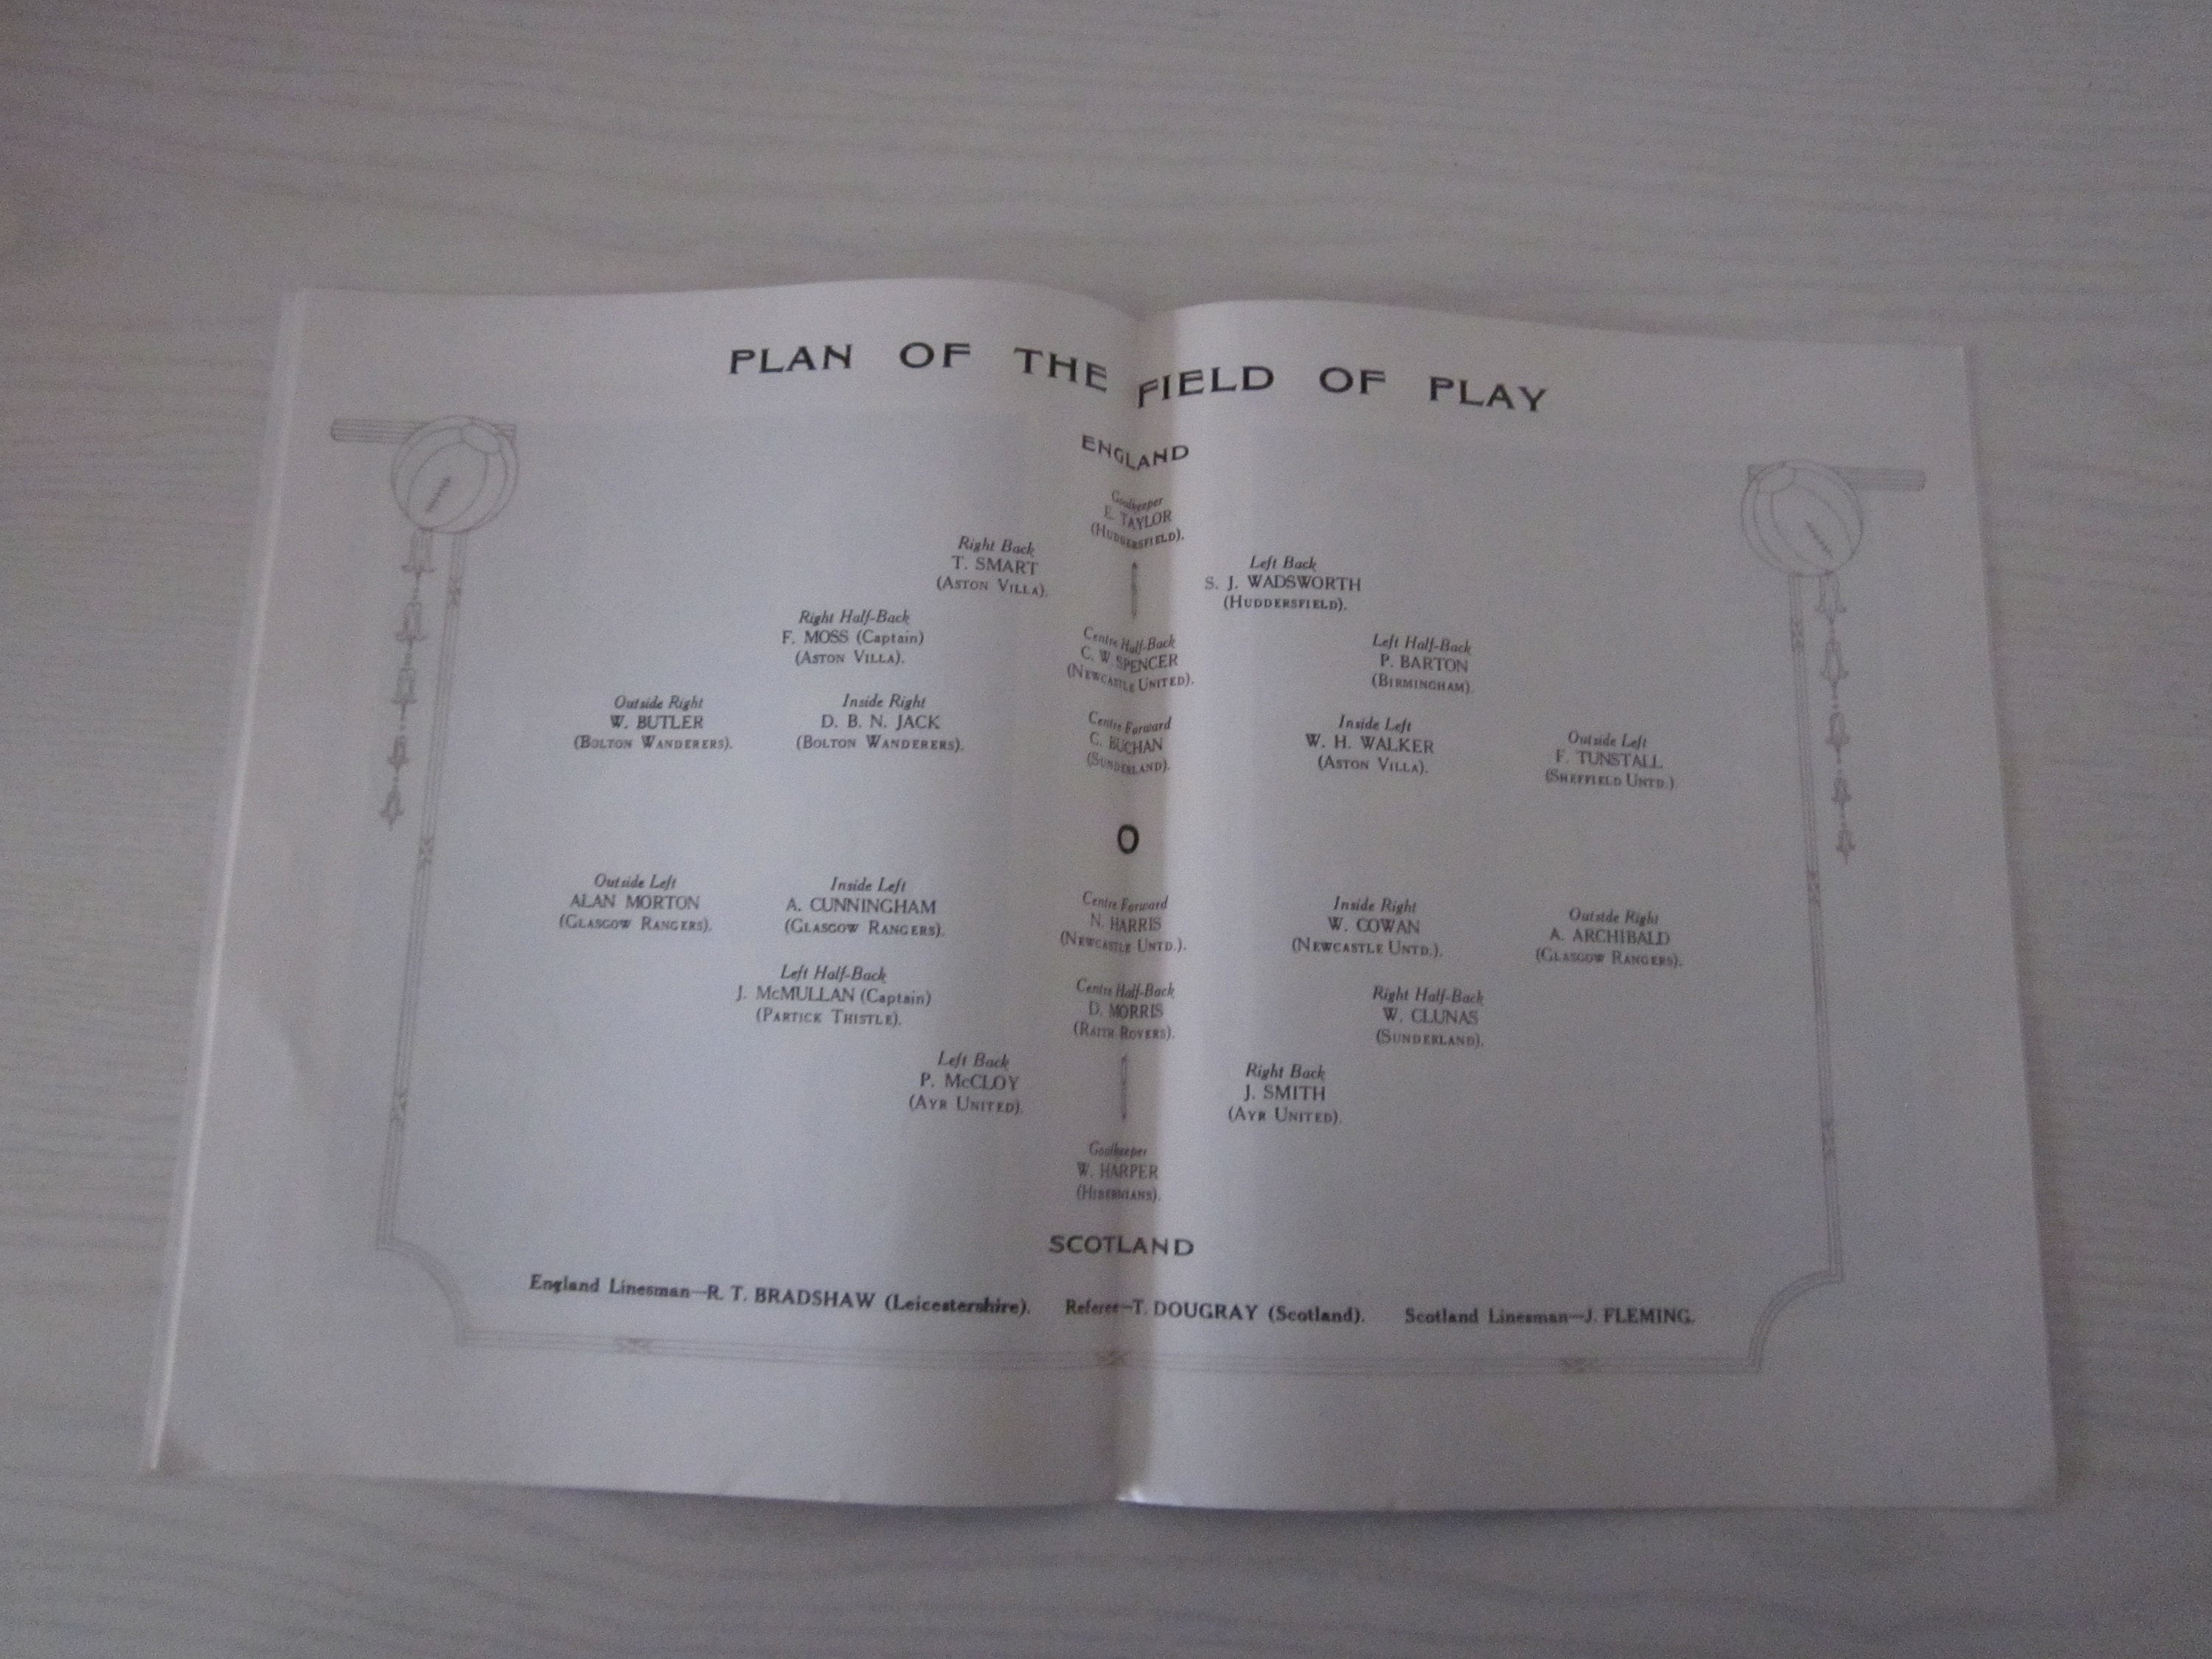 PLAN OF THE FIELD OF PLAY
ENGLAND
Goalkeeper
E. TAYLOR
(HUDDERSFIELD).
Right Back
T. SMART
(ASTON VILLA).
Left Back
S. J. WADSWORTH
(HUDDERSFIELD).
Right Half-Back
F. MOSS (Captain)
(ASTON VILLA).
Centre Half-Back
C. W. SPENCER
(NEWCASTLE UNITED).
Left Half-Back
P. BARTON
(BIRMINGHAM).
Outside Right
W. BUTLER
(BOLTON WANDERERS).
Inside Right
D. B. N. JACK
(BOLTON WANDERERS).
Centre Forward
C. BUCHAN
(SUNDERLAND).
Inside Left
W. H. WALKER
(ASTON VILLA).
Outside Left
F. TUNSTALL
(SHEFFIELD UNTD.)
O
Outside Left
ALAN MORTON
(GLASGOW RANGERS).
Inside Left
A. CUNNINGHAM
(GLASGOW RANGERS).
Centre Forward
N. HARRIS
(NEWCASTLE UNTD.).
Inside Right
W. COWAN
(NEWCASTLE UNTD.).
Outside Right
A. ARCHIBALD
(GLASGOW RANGERS).
Left Half-Back
J. McMULLAN (Captain)
(PARTICK THISTLE).
Centre Half-Back
D. MORRIS
(RAITH ROVERS).
Right Half-Back
W. CLUNAS
(SUNDERLAND).
Left Back
P. McCLOY
(AYR UNITED).
Right Back
J. SMITH
(AYR UNITED).
Goalkeeper
W. HARPER
(HIBERNIANS).
SCOTLAND
England Linesman—R. T. BRADSHAW (Leicestershire). Referee—T. DOUGRAY (Scotland). Scotland Linesman—J. FLEMING.